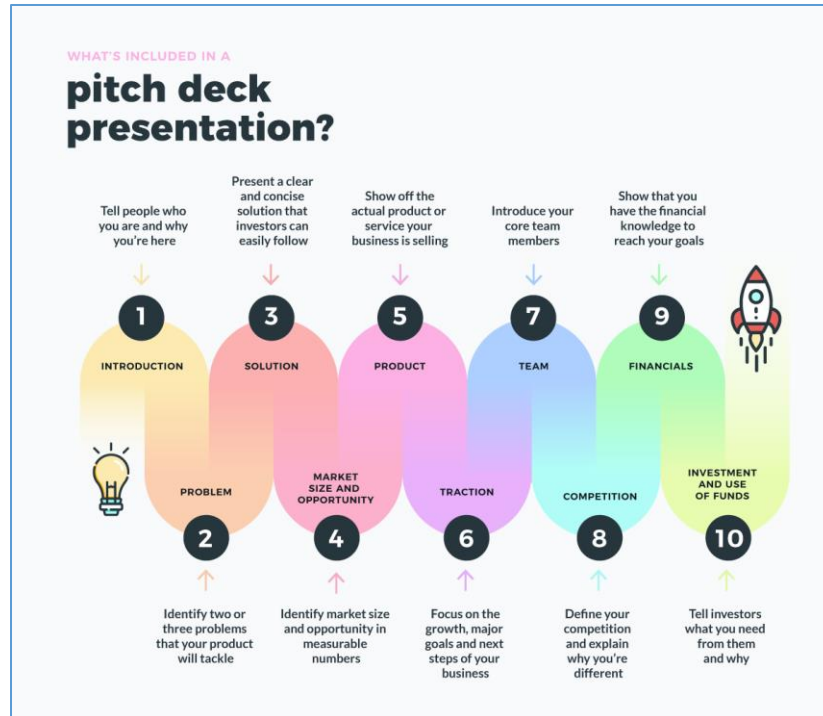 WHAT'S INCLUDED IN A
pitch deck
presentation?
Tell people who
you are and why
you're here
1
INTRODUCTION
PROBLEM
2
Identify two or
three problems
that your product
will tackle
Present a clear
and concise
solution that
investors can
easily follow
3
SOLUTION
MARKET
SIZE AND
OPPORTUNITY
4
Identify market size
and opportunity in
measurable
numbers
Show off the
actual product or
service your
business is selling
5
PRODUCT
TRACTION
6
Focus on the
growth, major
goals and next
steps of your
business
Introduce your
core team
members
7
TEAM
COMPETITION
8
Define your
competition
and explain
why you're
different
Show that you
have the financial
knowledge to
reach your goals
9
FINANCIALS
INVESTMENT
AND USE
OF FUNDS
10
Tell investors
what you need
from them
and why